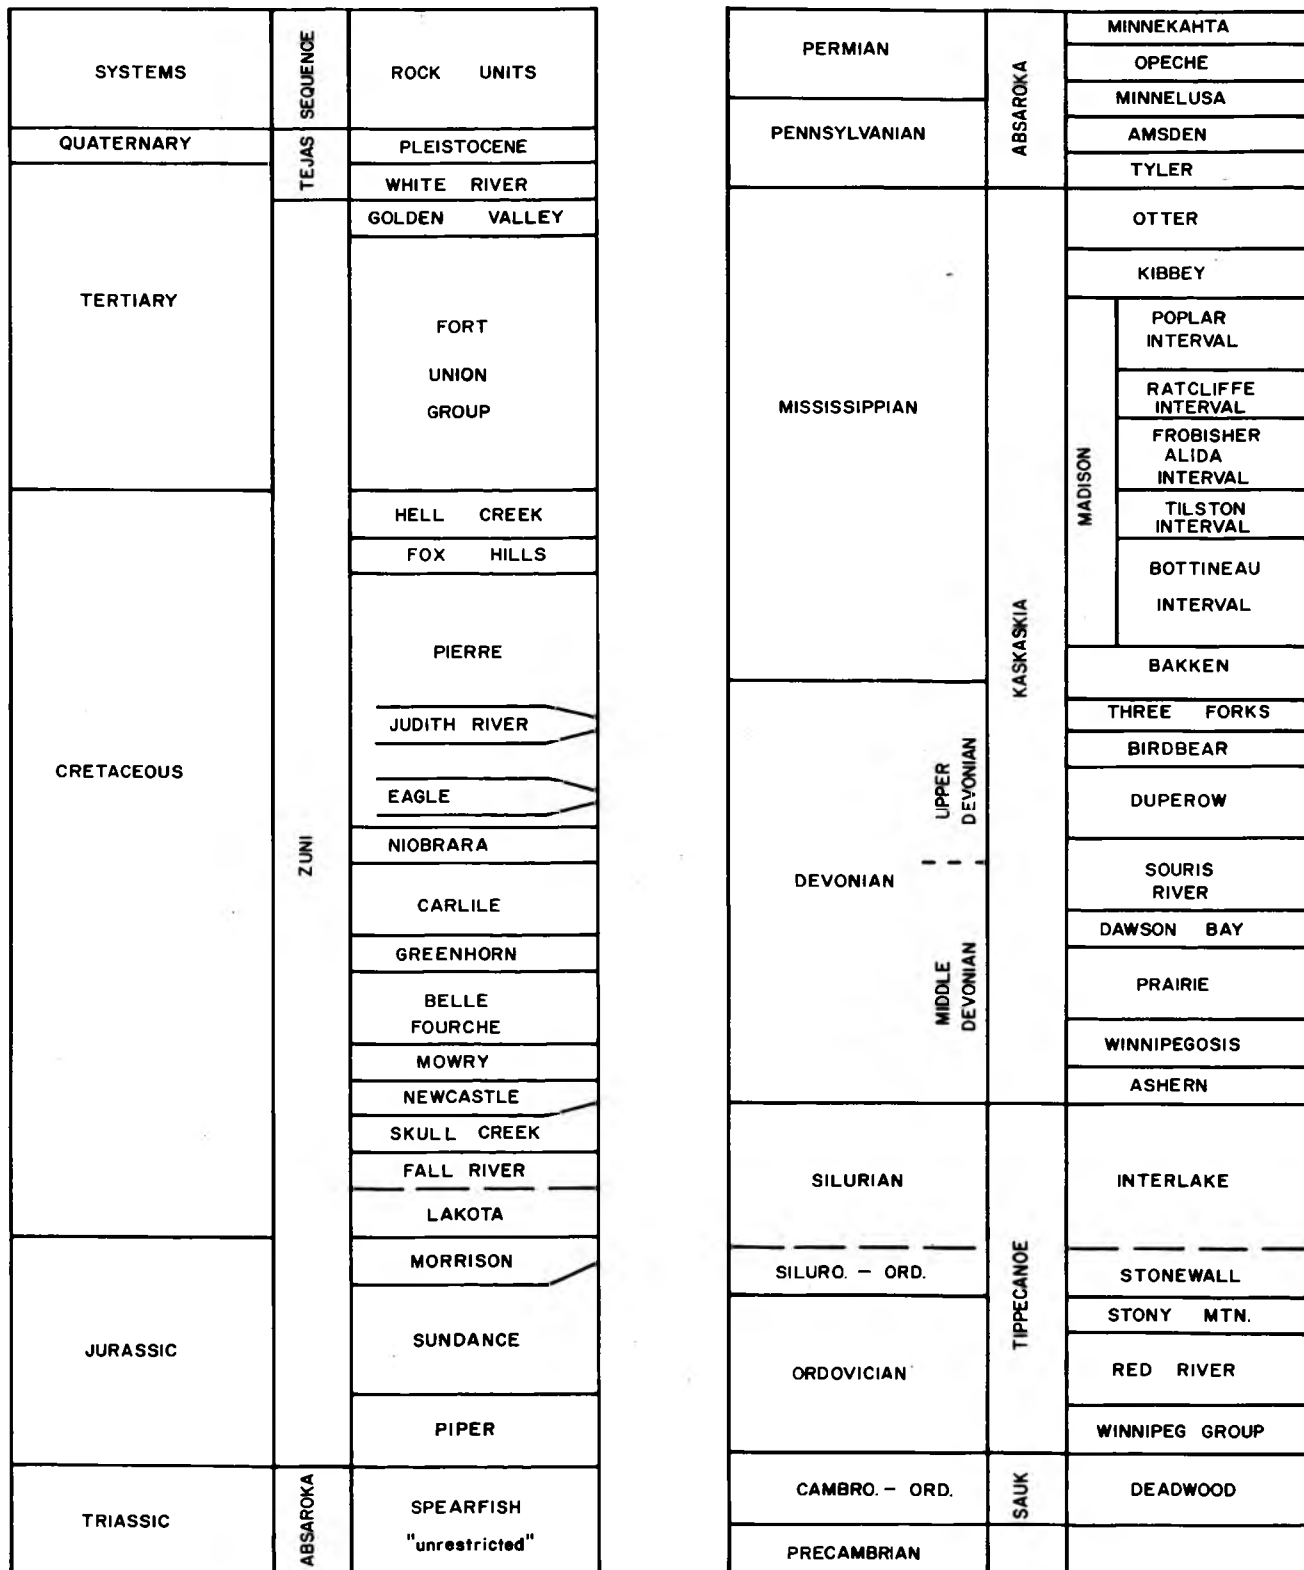 SYSTEMS
SEQUENCE
ROCK UNITS
QUATERNARY
TEJAS
PLEISTOCENE
WHITE RIVER
TERTIARY
ZUNI
GOLDEN VALLEY
FORT
UNION
GROUP
CRETACEOUS
HELL CREEK
FOX HILLS
PIERRE
JUDITH RIVER
EAGLE
NIOBRARA
CARLILE
GREENHORN
BELLE
FOURCHE
MOWRY
NEWCASTLE
SKULL CREEK
FALL RIVER
LAKOTA
JURASSIC
MORRISON
SUNDANCE
PIPER
TRIASSIC
ABSAROKA
SPEARFISH
"unrestricted"
PERMIAN
ABSAROKA
MINNEKAHTA
OPECHE
MINNELUSA
PENNSYLVANIAN
AMSDEN
TYLER
MISSISSIPPIAN
KASKASKIA
OTTER
KIBBEY
MADISON
POPLAR
INTERVAL
RATCLIFFE
INTERVAL
FROBISHER
ALIDA
INTERVAL
TILSTON
INTERVAL
BOTTINEAU
INTERVAL
BAKKEN
DEVONIAN
UPPER
DEVONIAN
THREE FORKS
BIRDBEAR
DUPEROW
SOURIS
RIVER
MIDDLE
DEVONIAN
DAWSON BAY
PRAIRIE
WINNIPEGOSIS
ASHERN
SILURIAN
TIPPECANOE
INTERLAKE
SILURO. - ORD.
STONEWALL
ORDOVICIAN
STONY MTN.
RED RIVER
WINNIPEG GROUP
CAMBRO. - ORD.
SAUK
DEADWOOD
PRECAMBRIAN